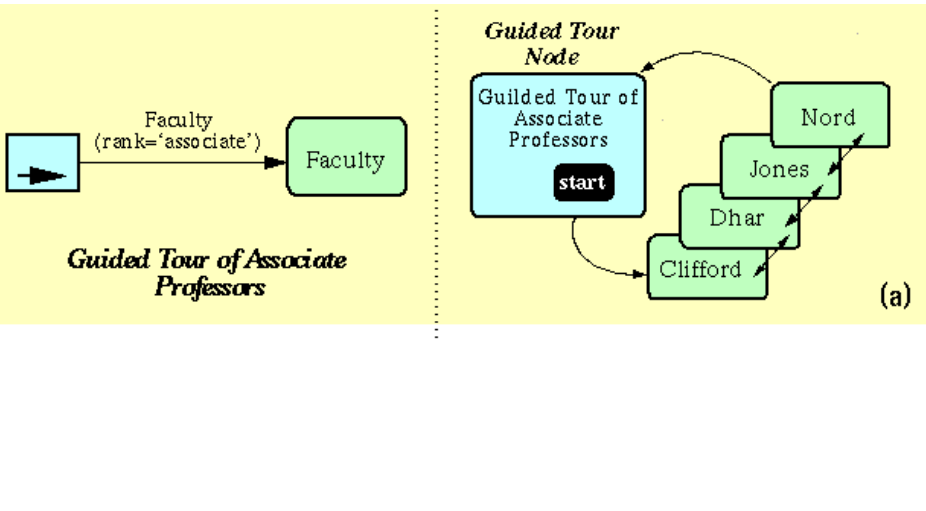 Faculty
(rank=‘associate’)
Faculty
Guided Tour of Associate
Professors
Guided Tour
Node
Guilded Tour of
Associate
Professors
start
Nord
Jones
Dhar
Clifford
(a)